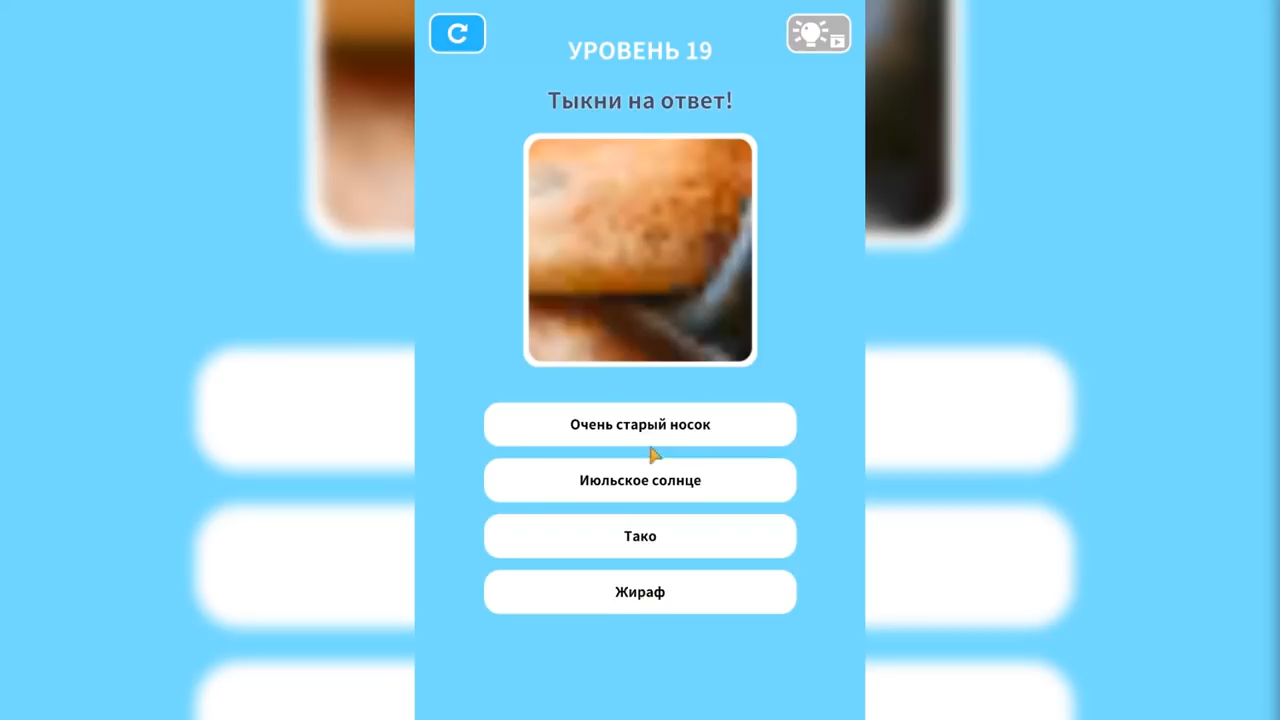 УРОВЕНЬ 19
Тыкни на ответ!
Очень старый носок
Июльское солнце
Тако
Жираф